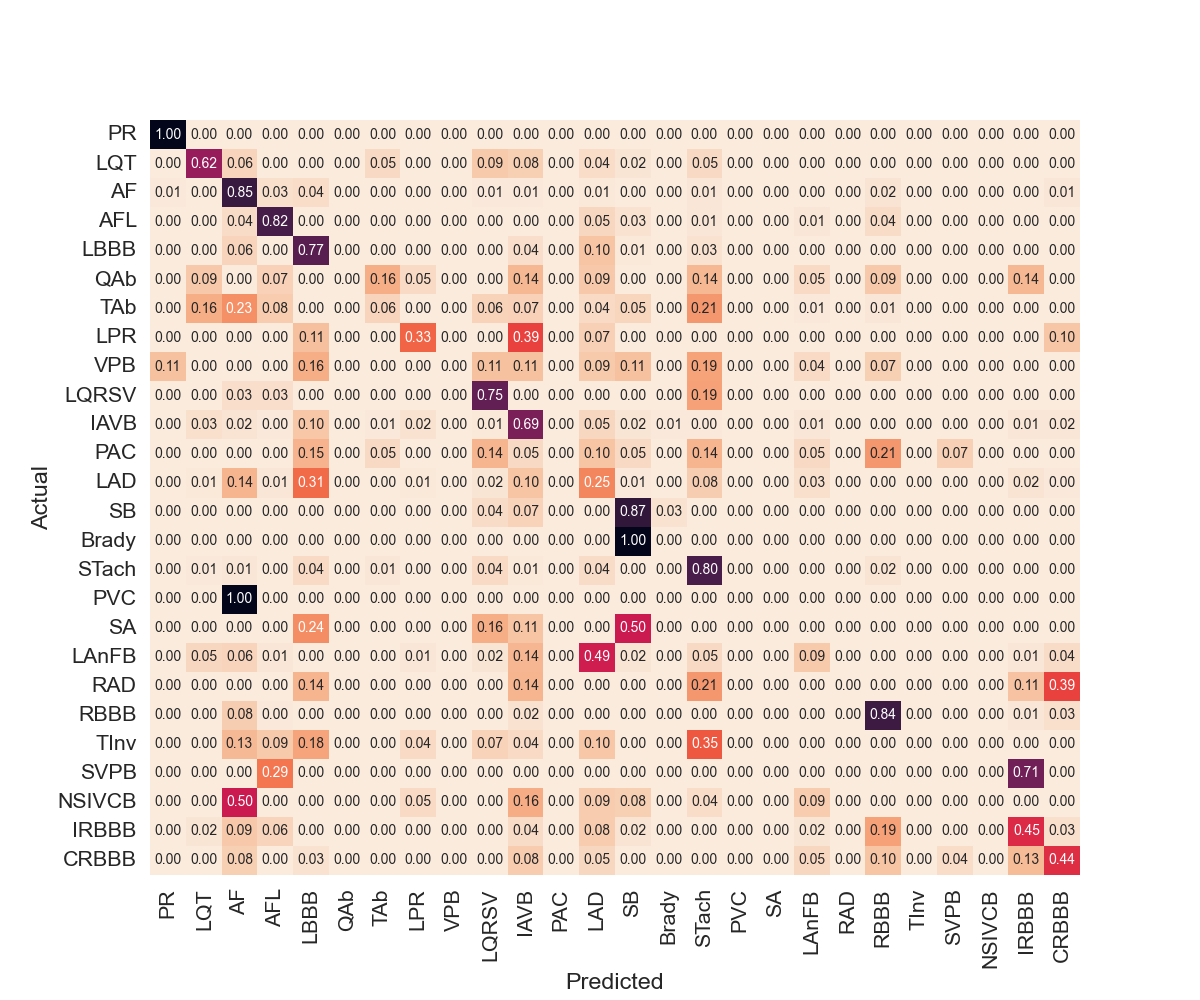 PR 1.00 0.00 0.00 0.00 0.00 0.00 0.00 0.00 0.00 0.00 0.00 0.00 0.00 0.00 0.00 0.00 0.00 0.00 0.00 0.00 0.00 0.00 0.00 0.00 0.00 0.00
LQT 0.00 0.62 0.06 0.00 0.00 0.00 0.05 0.00 0.00 0.09 0.08 0.00 0.04 0.02 0.00 0.05 0.00 0.00 0.00 0.00 0.00 0.00 0.00 0.00 0.00 0.00
AF 0.01 0.00 0.85 0.03 0.04 0.00 0.00 0.00 0.00 0.01 0.01 0.00 0.01 0.00 0.00 0.01 0.00 0.00 0.00 0.00 0.02 0.00 0.00 0.00 0.00 0.01
AFL 0.00 0.00 0.04 0.82 0.00 0.00 0.00 0.00 0.00 0.00 0.00 0.00 0.05 0.03 0.00 0.01 0.00 0.00 0.01 0.00 0.04 0.00 0.00 0.00 0.00 0.00
LBBB 0.00 0.00 0.06 0.00 0.77 0.00 0.00 0.00 0.00 0.00 0.04 0.00 0.10 0.01 0.00 0.03 0.00 0.00 0.00 0.00 0.00 0.00 0.00 0.00 0.00 0.00
QAb 0.00 0.09 0.00 0.07 0.00 0.00 0.16 0.05 0.00 0.00 0.14 0.00 0.09 0.00 0.00 0.14 0.00 0.00 0.05 0.00 0.09 0.00 0.00 0.00 0.14 0.00
TAb 0.00 0.16 0.23 0.08 0.00 0.00 0.06 0.00 0.00 0.06 0.07 0.00 0.04 0.05 0.00 0.21 0.00 0.00 0.01 0.00 0.01 0.00 0.00 0.00 0.00 0.00
LPR 0.00 0.00 0.00 0.00 0.11 0.00 0.00 0.33 0.00 0.00 0.39 0.00 0.07 0.00 0.00 0.00 0.00 0.00 0.00 0.00 0.00 0.00 0.00 0.00 0.00 0.10
VPB 0.11 0.00 0.00 0.00 0.16 0.00 0.00 0.00 0.00 0.11 0.11 0.00 0.09 0.11 0.00 0.19 0.00 0.00 0.04 0.00 0.07 0.00 0.00 0.00 0.00 0.00
LQRSV 0.00 0.00 0.03 0.03 0.00 0.00 0.00 0.00 0.00 0.75 0.00 0.00 0.00 0.00 0.00 0.19 0.00 0.00 0.00 0.00 0.00 0.00 0.00 0.00 0.00 0.00
IAVB 0.00 0.03 0.02 0.00 0.10 0.00 0.01 0.02 0.00 0.01 0.69 0.00 0.05 0.02 0.01 0.00 0.00 0.00 0.01 0.00 0.00 0.00 0.00 0.00 0.01 0.02
PAC 0.00 0.00 0.00 0.00 0.15 0.00 0.05 0.00 0.00 0.14 0.05 0.00 0.10 0.05 0.00 0.14 0.00 0.00 0.05 0.00 0.21 0.00 0.07 0.00 0.00 0.00
LAD 0.00 0.01 0.14 0.01 0.31 0.00 0.00 0.01 0.00 0.02 0.10 0.00 0.25 0.01 0.00 0.08 0.00 0.00 0.03 0.00 0.00 0.00 0.00 0.00 0.02 0.00
SB 0.00 0.00 0.00 0.00 0.00 0.00 0.00 0.00 0.00 0.04 0.07 0.00 0.00 0.87 0.03 0.00 0.00 0.00 0.00 0.00 0.00 0.00 0.00 0.00 0.00 0.00
Brady 0.00 0.00 0.00 0.00 0.00 0.00 0.00 0.00 0.00 0.00 0.00 0.00 0.00 1.00 0.00 0.00 0.00 0.00 0.00 0.00 0.00 0.00 0.00 0.00 0.00 0.00
STach 0.00 0.01 0.01 0.00 0.04 0.00 0.01 0.00 0.00 0.04 0.01 0.00 0.04 0.00 0.00 0.80 0.00 0.00 0.00 0.00 0.02 0.00 0.00 0.00 0.00 0.00
PVC 0.00 0.00 1.00 0.00 0.00 0.00 0.00 0.00 0.00 0.00 0.00 0.00 0.00 0.00 0.00 0.00 0.00 0.00 0.00 0.00 0.00 0.00 0.00 0.00 0.00 0.00
SA 0.00 0.00 0.00 0.00 0.24 0.00 0.00 0.00 0.00 0.16 0.11 0.00 0.00 0.50 0.00 0.00 0.00 0.00 0.00 0.00 0.00 0.00 0.00 0.00 0.00 0.00
LAnFB 0.00 0.05 0.06 0.01 0.00 0.00 0.00 0.01 0.00 0.02 0.14 0.00 0.49 0.02 0.00 0.05 0.00 0.00 0.09 0.00 0.00 0.00 0.00 0.00 0.01 0.04
RAD 0.00 0.00 0.00 0.00 0.14 0.00 0.00 0.00 0.00 0.00 0.14 0.00 0.00 0.00 0.00 0.21 0.00 0.00 0.00 0.00 0.00 0.00 0.00 0.00 0.11 0.39
RBBB 0.00 0.00 0.08 0.00 0.00 0.00 0.00 0.00 0.00 0.00 0.02 0.00 0.00 0.00 0.00 0.00 0.00 0.00 0.00 0.00 0.84 0.00 0.00 0.00 0.01 0.03
TInv 0.00 0.00 0.13 0.09 0.18 0.00 0.00 0.04 0.00 0.07 0.04 0.00 0.10 0.00 0.00 0.35 0.00 0.00 0.00 0.00 0.00 0.00 0.00 0.00 0.00 0.00
SVPB 0.00 0.00 0.00 0.29 0.00 0.00 0.00 0.00 0.00 0.00 0.00 0.00 0.00 0.00 0.00 0.00 0.00 0.00 0.00 0.00 0.00 0.00 0.00 0.00 0.71 0.00
NSIVCB 0.00 0.00 0.50 0.00 0.00 0.00 0.00 0.05 0.00 0.00 0.16 0.00 0.09 0.08 0.00 0.04 0.00 0.00 0.09 0.00 0.00 0.00 0.00 0.00 0.00 0.00
IRBBB 0.00 0.02 0.09 0.06 0.00 0.00 0.00 0.00 0.00 0.00 0.04 0.00 0.08 0.02 0.00 0.00 0.00 0.00 0.02 0.00 0.19 0.00 0.00 0.00 0.45 0.03
CRBBB 0.00 0.00 0.08 0.00 0.03 0.00 0.00 0.00 0.00 0.00 0.08 0.00 0.05 0.00 0.00 0.00 0.00 0.00 0.05 0.00 0.10 0.00 0.04 0.00 0.13 0.44
Actual
PR LQT AF AFL LBBB QAb TAb LPR VPB LQRSV IAVB PAC LAD SB Brady STach PVC SA LAnFB RAD RBBB TInv SVPB NSIVCB IRBBB CRBBB
Predicted